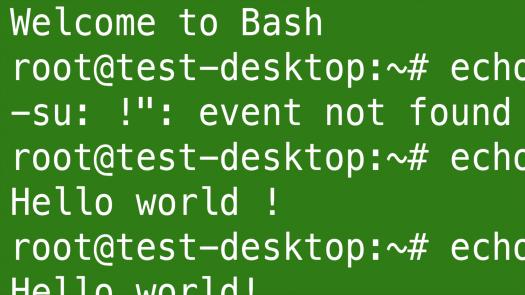 Welcome to Bash
root@test-desktop:~# echo
-su: !": event not found
root@test-desktop:~# echo
Hello world !
root@test-desktop:~# echo
Hello world!